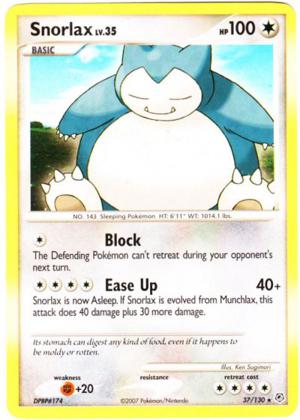 Snorlax LV.35 HP 100
BASIC
NO. 143 Sleeping Pokémon HT: 6'11" WT: 1014.1 lbs.
Block
The Defending Pokémon can't retreat during your opponent's
next turn.
Ease Up 40+
Snorlax is now Asleep. If Snorlax is evolved from Munchlax, this
attack does 40 damage plus 30 more damage.
Its stomach can digest any kind of food,
even if it happens to be moldy or rotten.
weakness resistance retreat cost
+20
Illus. Ken Sugimori
DPBP#174 ©2007 Pokémon/Nintendo 37/130 ★